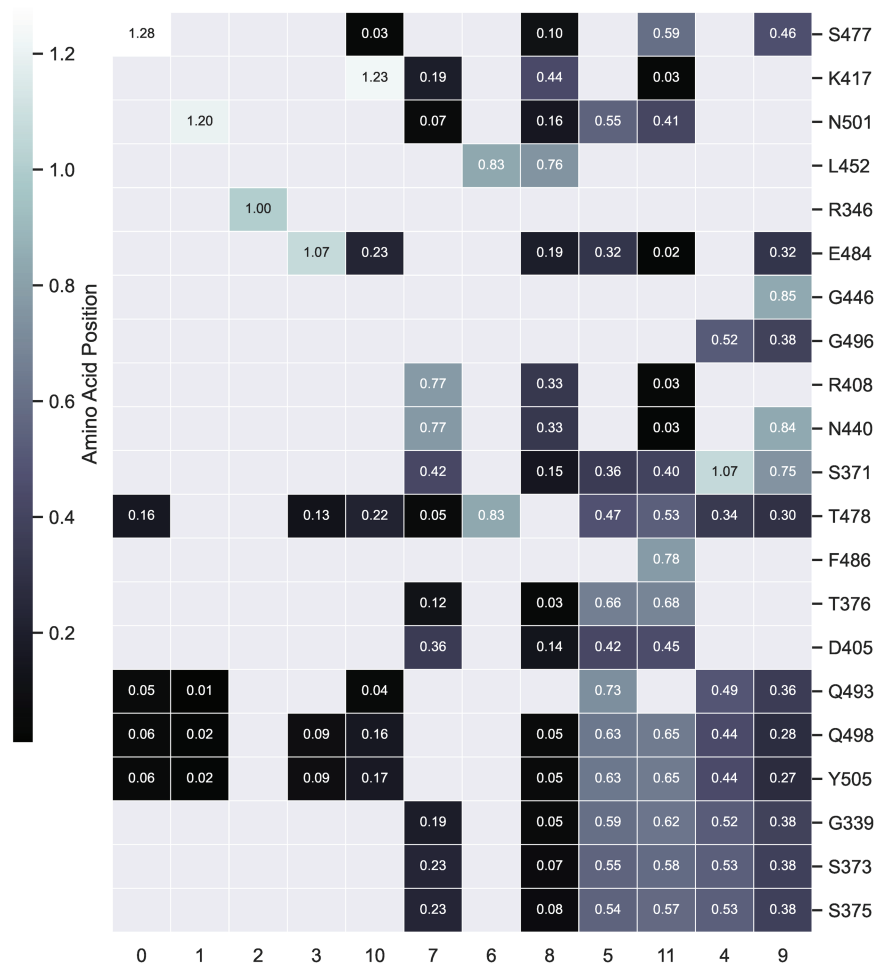 1.28 0.03 0.10 0.59 0.46 S477
1.2
1.23 0.19 0.44 0.03 K417
1.20 0.07 0.16 0.55 0.41 N501
1.0
0.83 0.76 L452
1.00 R346
1.07 0.23 0.19 0.32 0.02 0.32 E484
0.8
0.85 G446
Amino Acid Position
0.52 0.38 G496
0.77 0.33 0.03 R408
0.6
0.77 0.33 0.03 0.84 N440
0.42 0.15 0.36 0.40 1.07 0.75 S371
0.4
0.16 0.13 0.22 0.05 0.83 0.47 0.53 0.34 0.30 T478
0.78 F486
0.12 0.03 0.66 0.68 T376
0.2
0.36 0.14 0.42 0.45 D405
0.05 0.01 0.04 0.73 0.49 0.36 Q493
0.06 0.02 0.09 0.16 0.05 0.63 0.65 0.44 0.28 Q498
0.06 0.02 0.09 0.17 0.05 0.63 0.65 0.44 0.27 Y505
0.19 0.05 0.59 0.62 0.52 0.38 G339
0.23 0.07 0.55 0.58 0.53 0.38 S373
0.23 0.08 0.54 0.57 0.53 0.38 S375
0 1 2 3 10 7 6 8 5 11 4 9